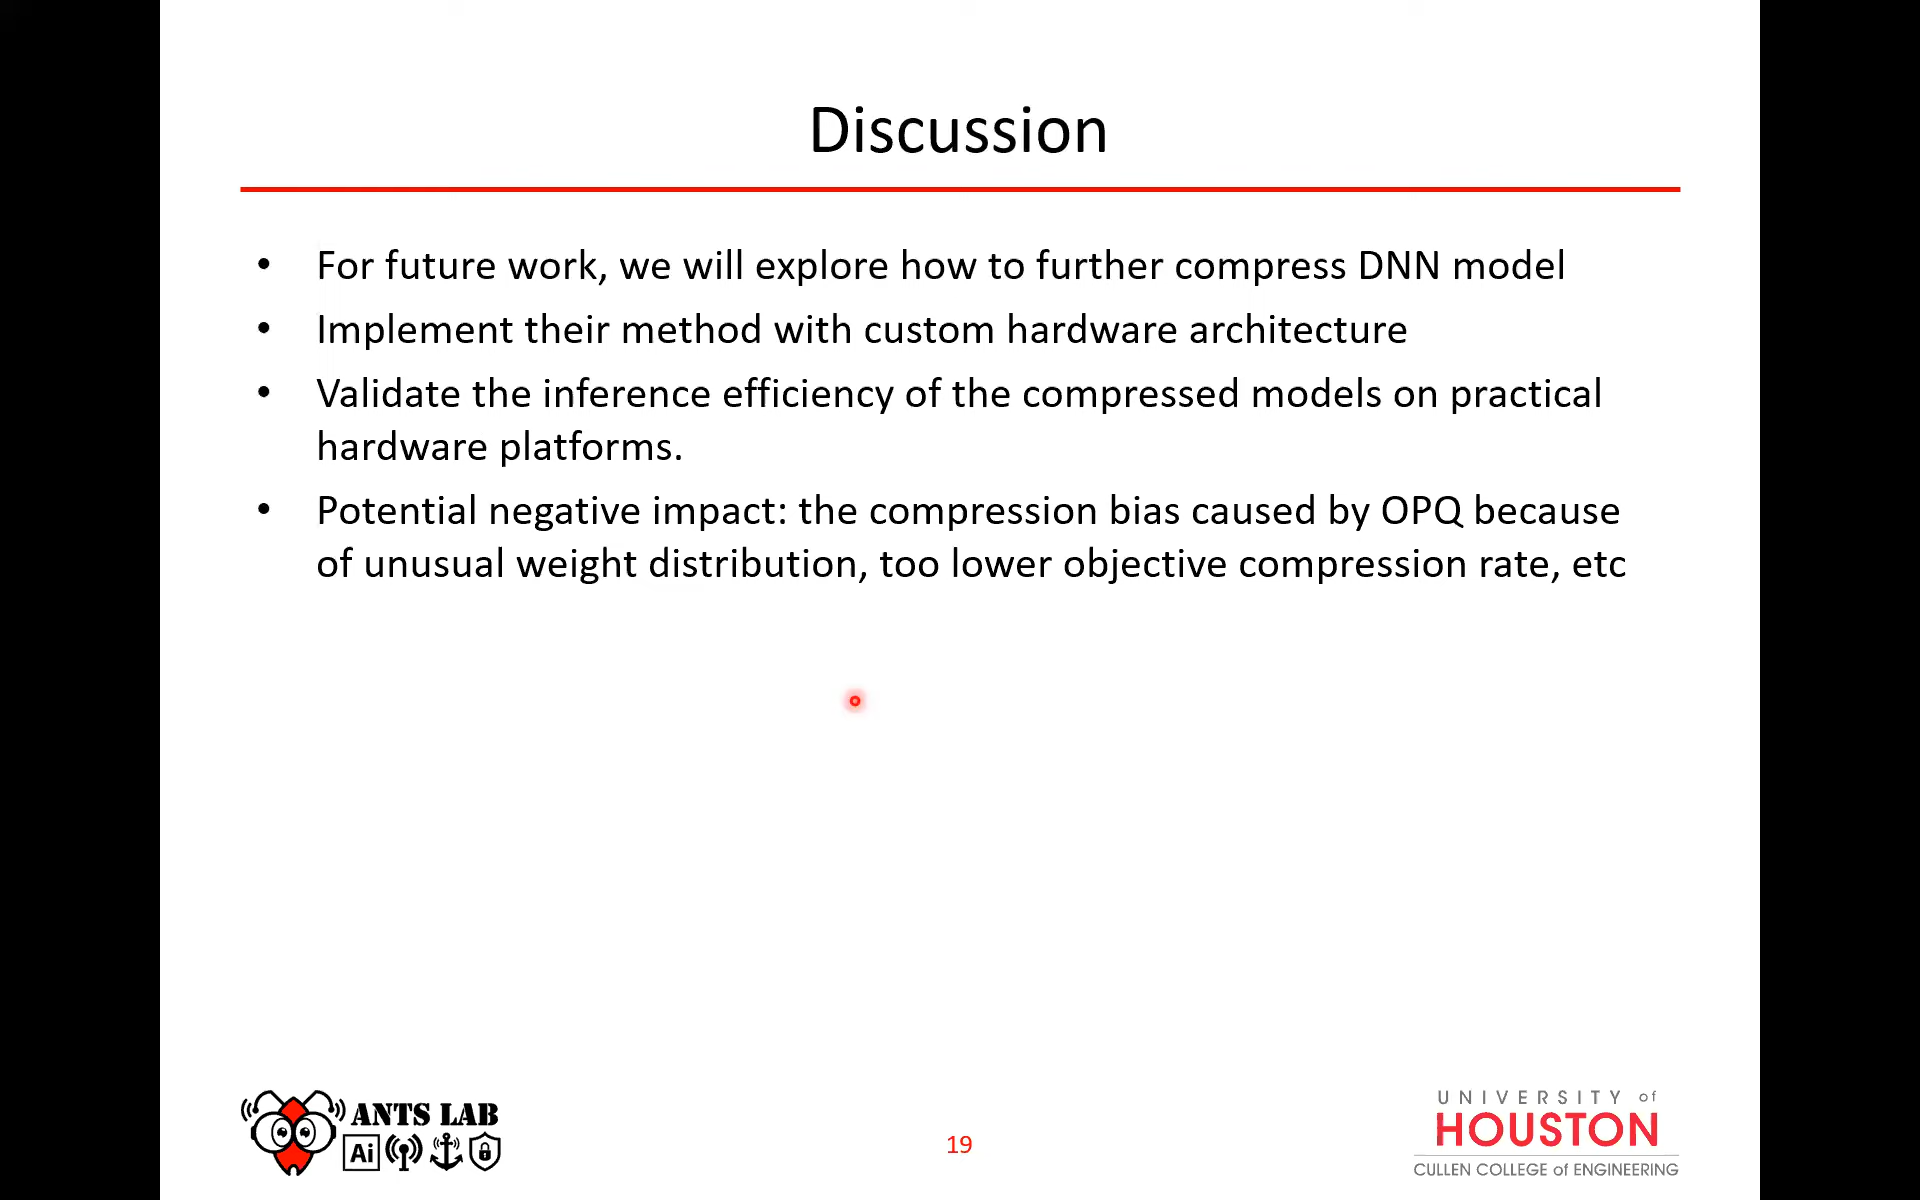 Discussion
• For future work, we will explore how to further compress DNN model
• Implement their method with custom hardware architecture
• Validate the inference efficiency of the compressed models on practical
hardware platforms.
• Potential negative impact: the compression bias caused by OPQ because
of unusual weight distribution, too lower objective compression rate, etc
ANTS LAB
Ai
19
UNIVERSITY of
HOUSTON
CULLEN COLLEGE of ENGINEERING